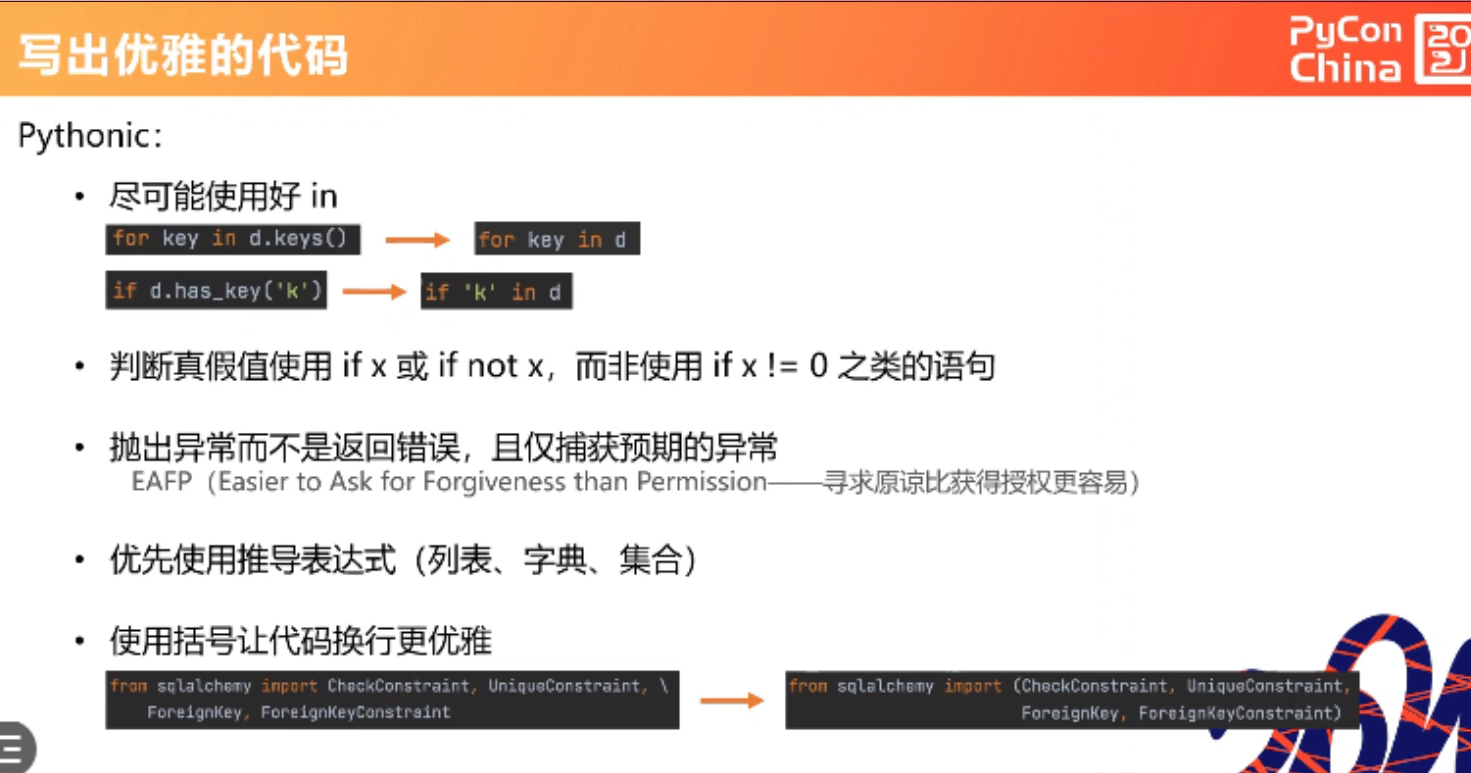 写出优雅的代码
PyCon
China
2021
Pythonic：
• 尽可能使用好 in
for key in d.keys()
for key in d
if d.has_key('k')
if 'k' in d
• 判断真假值使用 if x 或 if not x，而非使用 if x != 0 之类的语句
• 抛出异常而不是返回错误，且仅捕获预期的异常
EAFP（Easier to Ask for Forgiveness than Permission——寻求原谅比获得授权更容易）
• 优先使用推导表达式（列表、字典、集合）
• 使用括号让代码换行更优雅
from sqlalchemy import CheckConstraint, UniqueConstraint, \
ForeignKey, ForeignKeyConstraint
from sqlalchemy import (CheckConstraint, UniqueConstraint,
ForeignKey, ForeignKeyConstraint)